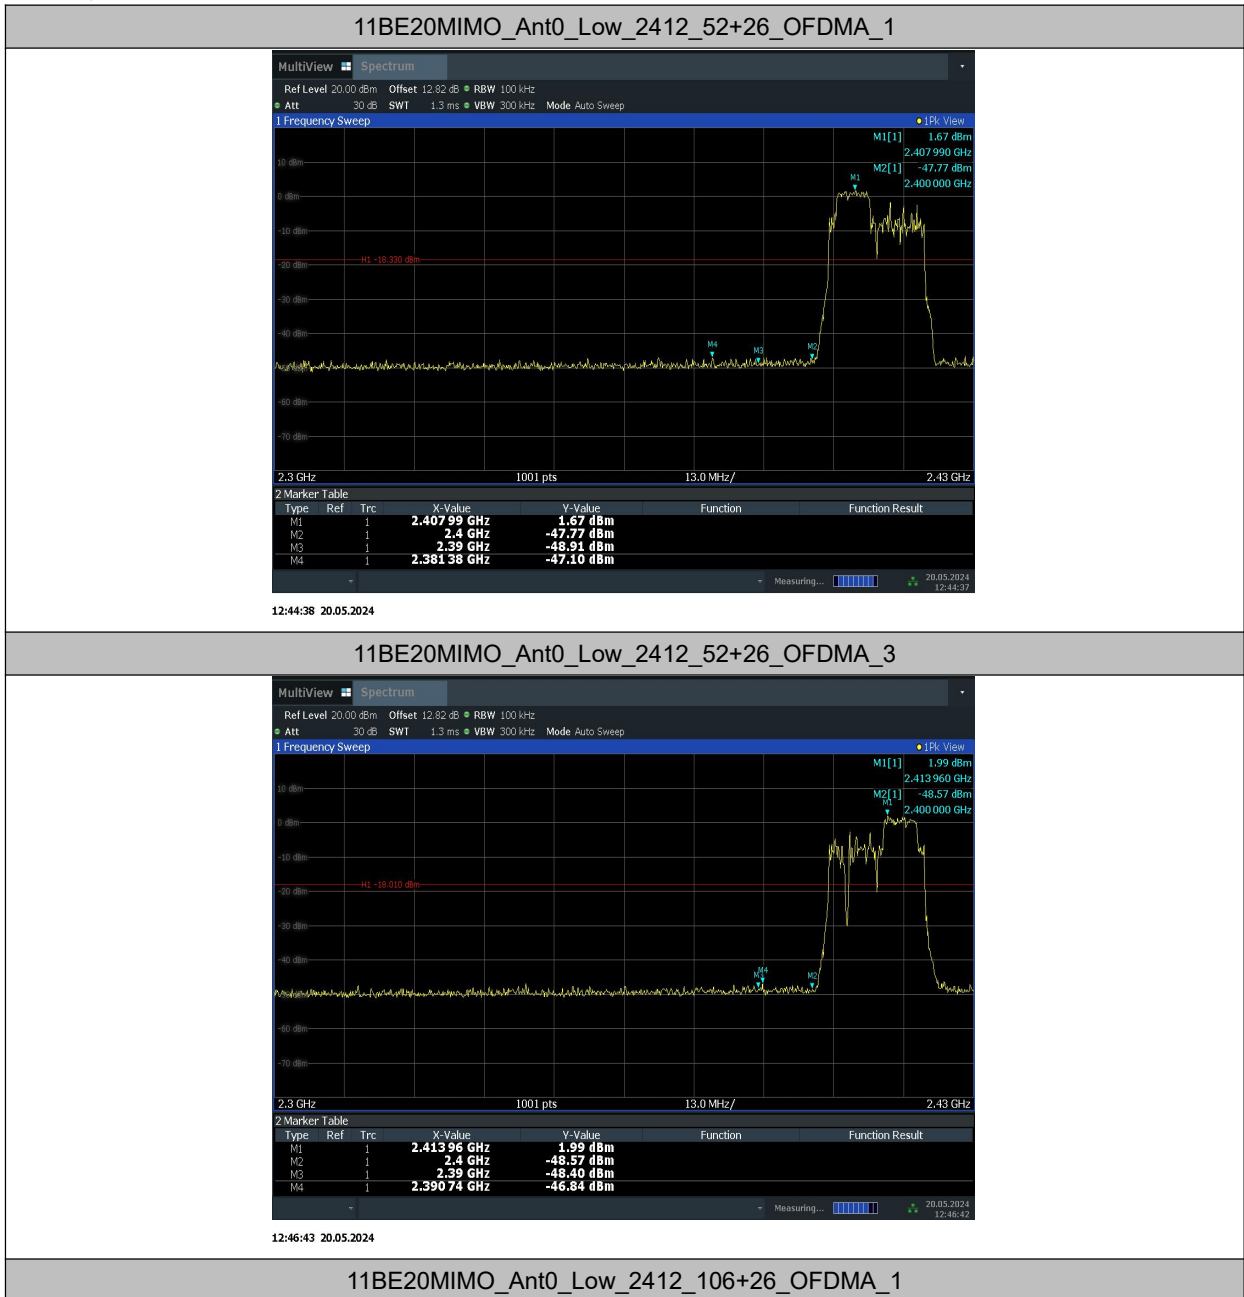 11BE20MIMO_Ant0_Low_2412_52+26_OFDMA_1
MultiView Spectrum
Ref Level 20.00 dBm Offset 12.82 dB RBW 100 kHz
Att 30 dB SWT 1.3 ms VBW 300 kHz Mode Auto Sweep
1 Frequency Sweep 1Pk View
M1[1] 1.67 dBm
2.407 990 GHz
10 dBm
M2[1] -47.77 dBm
M1
2.400 000 GHz
0 dBm
-10 dBm
H1 -18.330 dBm
-20 dBm
-30 dBm
-40 dBm
M4 M3 M2
-60 dBm
-70 dBm
2.3 GHz 1001 pts 13.0 MHz/ 2.43 GHz
2 Marker Table
Type Ref Trc X-Value Y-Value Function Function Result
M1 1 2.407 99 GHz 1.67 dBm
M2 1 2.4 GHz -47.77 dBm
M3 1 2.39 GHz -48.91 dBm
M4 1 2.381 38 GHz -47.10 dBm
Measuring... 20.05.2024
12:44:37
12:44:38 20.05.2024
11BE20MIMO_Ant0_Low_2412_52+26_OFDMA_3
MultiView Spectrum
Ref Level 20.00 dBm Offset 12.82 dB RBW 100 kHz
Att 30 dB SWT 1.3 ms VBW 300 kHz Mode Auto Sweep
1 Frequency Sweep 1Pk View
M1[1] 1.99 dBm
2.413 960 GHz
10 dBm
M2[1] -48.57 dBm
M1
2.400 000 GHz
0 dBm
-10 dBm
H1 -18.010 dBm
-20 dBm
-30 dBm
-40 dBm
M4 M2
-60 dBm
-70 dBm
2.3 GHz 1001 pts 13.0 MHz/ 2.43 GHz
2 Marker Table
Type Ref Trc X-Value Y-Value Function Function Result
M1 1 2.413 96 GHz 1.99 dBm
M2 1 2.4 GHz -48.57 dBm
M3 1 2.39 GHz -48.40 dBm
M4 1 2.390 74 GHz -46.84 dBm
Measuring... 20.05.2024
12:46:42
12:46:43 20.05.2024
11BE20MIMO_Ant0_Low_2412_106+26_OFDMA_1